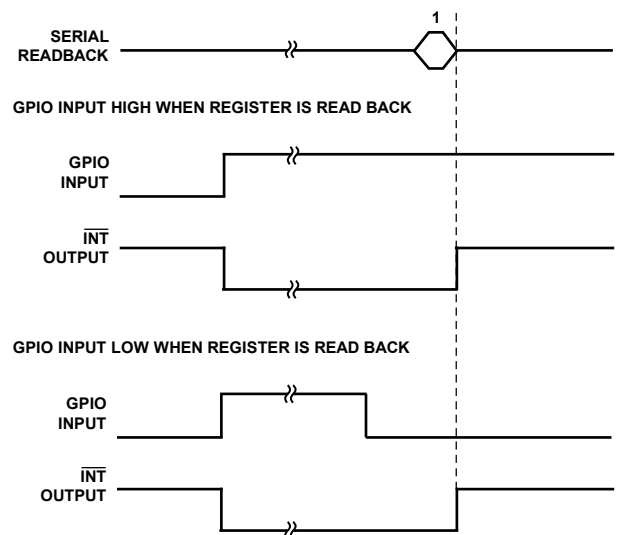 1
SERIAL
READBACK
GPIO INPUT HIGH WHEN REGISTER IS READ BACK
GPIO
INPUT
INT
OUTPUT
GPIO INPUT LOW WHEN REGISTER IS READ BACK
GPIO
INPUT
INT
OUTPUT